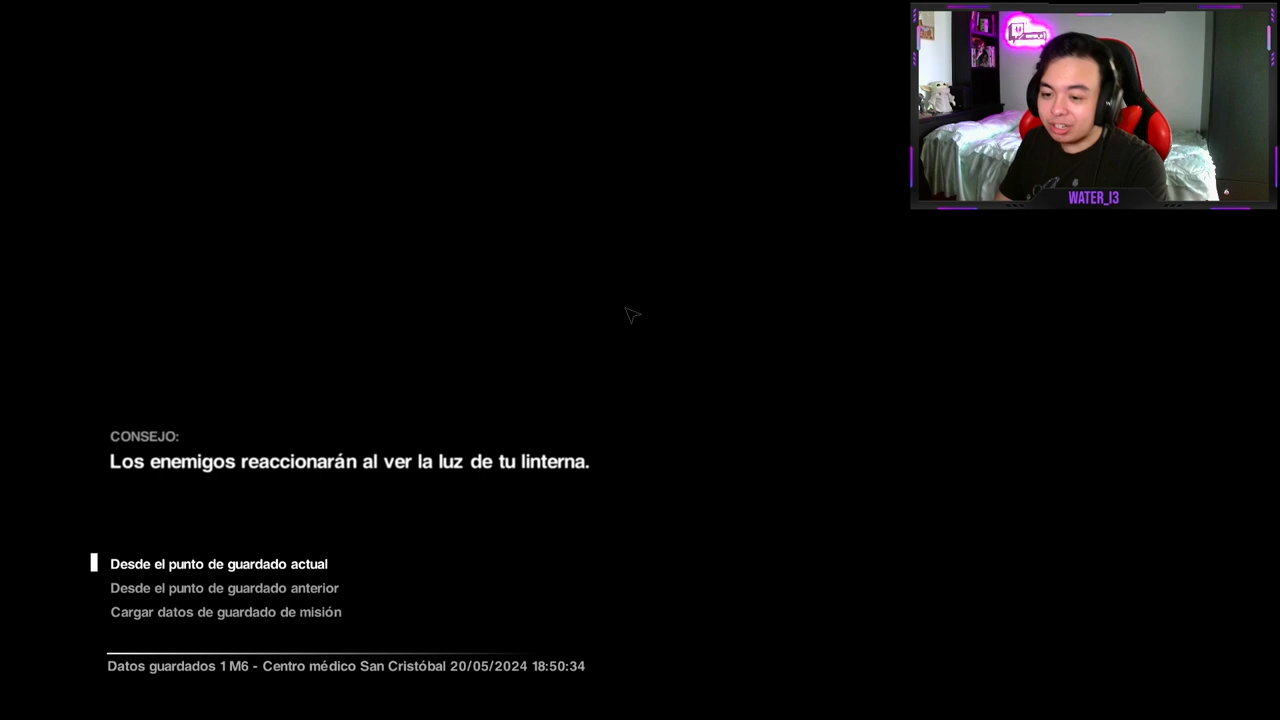 WATER_I3
CONSEJO:
Los enemigos reaccionarán al ver la luz de tu linterna.
Desde el punto de guardado actual
Desde el punto de guardado anterior
Cargar datos de guardado de misión
Datos guardados 1 M6 - Centro médico San Cristóbal 20/05/2024 18:50:34